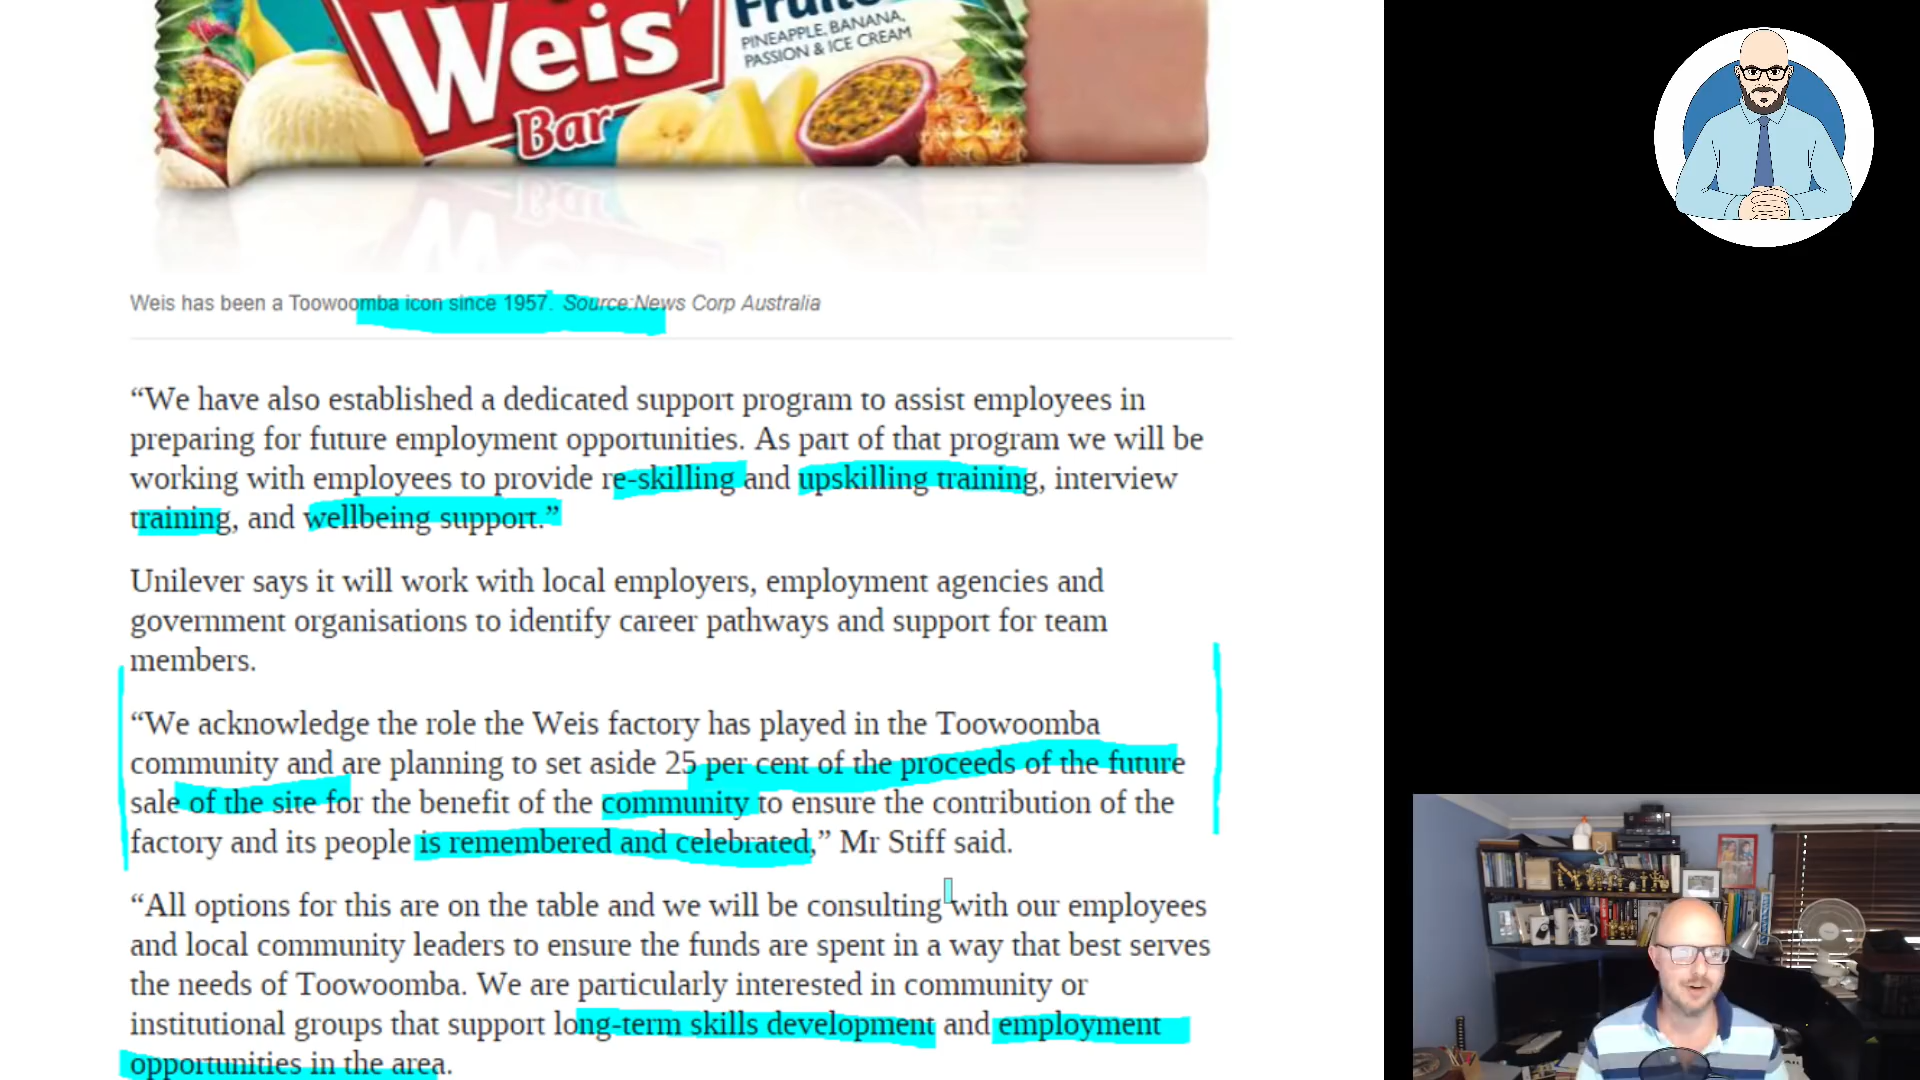 Weis
Bar
PINEAPPLE, BANANA,
PASSION & ICE CREAM
Weis has been a Toowoomba icon since 1957. Source:News Corp Australia
“We have also established a dedicated support program to assist employees in
preparing for future employment opportunities. As part of that program we will be
working with employees to provide re-skilling and upskilling training, interview
training, and wellbeing support.”
Unilever says it will work with local employers, employment agencies and
government organisations to identify career pathways and support for team
members.
“We acknowledge the role the Weis factory has played in the Toowoomba
community and are planning to set aside 25 per cent of the proceeds of the future
sale of the site for the benefit of the community to ensure the contribution of the
factory and its people is remembered and celebrated,” Mr Stiff said.
“All options for this are on the table and we will be consulting with our employees
and local community leaders to ensure the funds are spent in a way that best serves
the needs of Toowoomba. We are particularly interested in community or
institutional groups that support long-term skills development and employment
opportunities in the area.